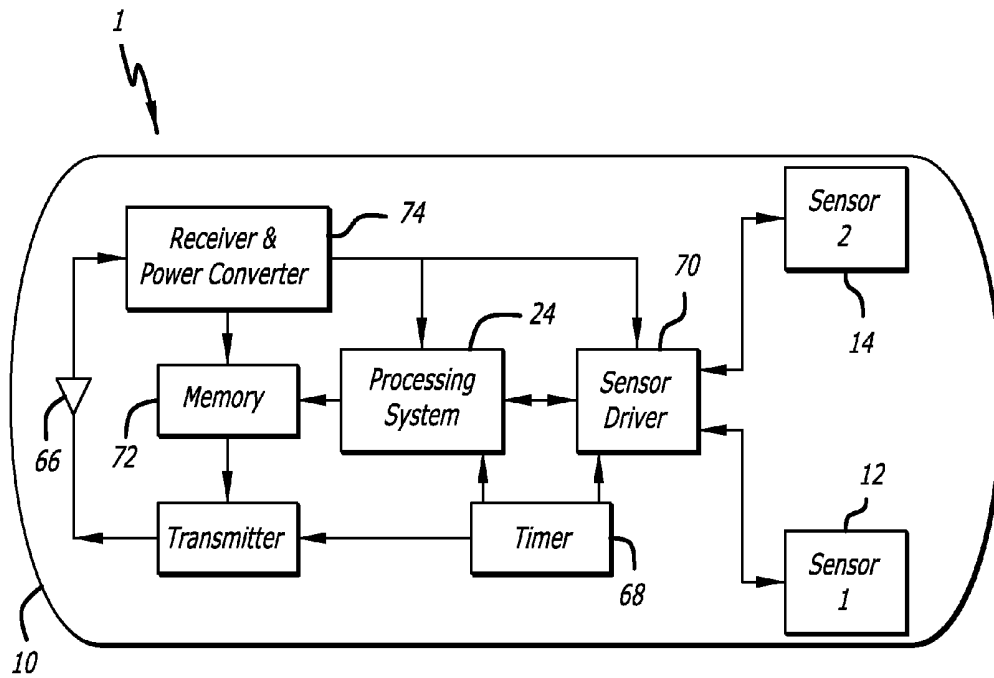 1
Receiver &
Power Converter
74
Sensor
2
14
70
24
Processing
System
Sensor
Driver
Memory
72
66
12
Transmitter
Timer
68
Sensor
1
10